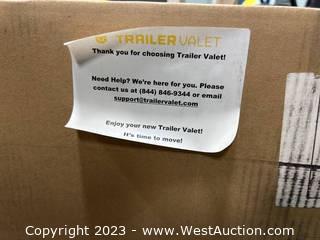 TRAILER VALET
Thank you for choosing Trailer Valet!
Need Help? We're here for you. Please
contact us at (844) 846-9344 or email
support@trailervalet.com
Enjoy your new Trailer Valet!
It's time to move!
Copyright 2023 - www.WestAuction.com